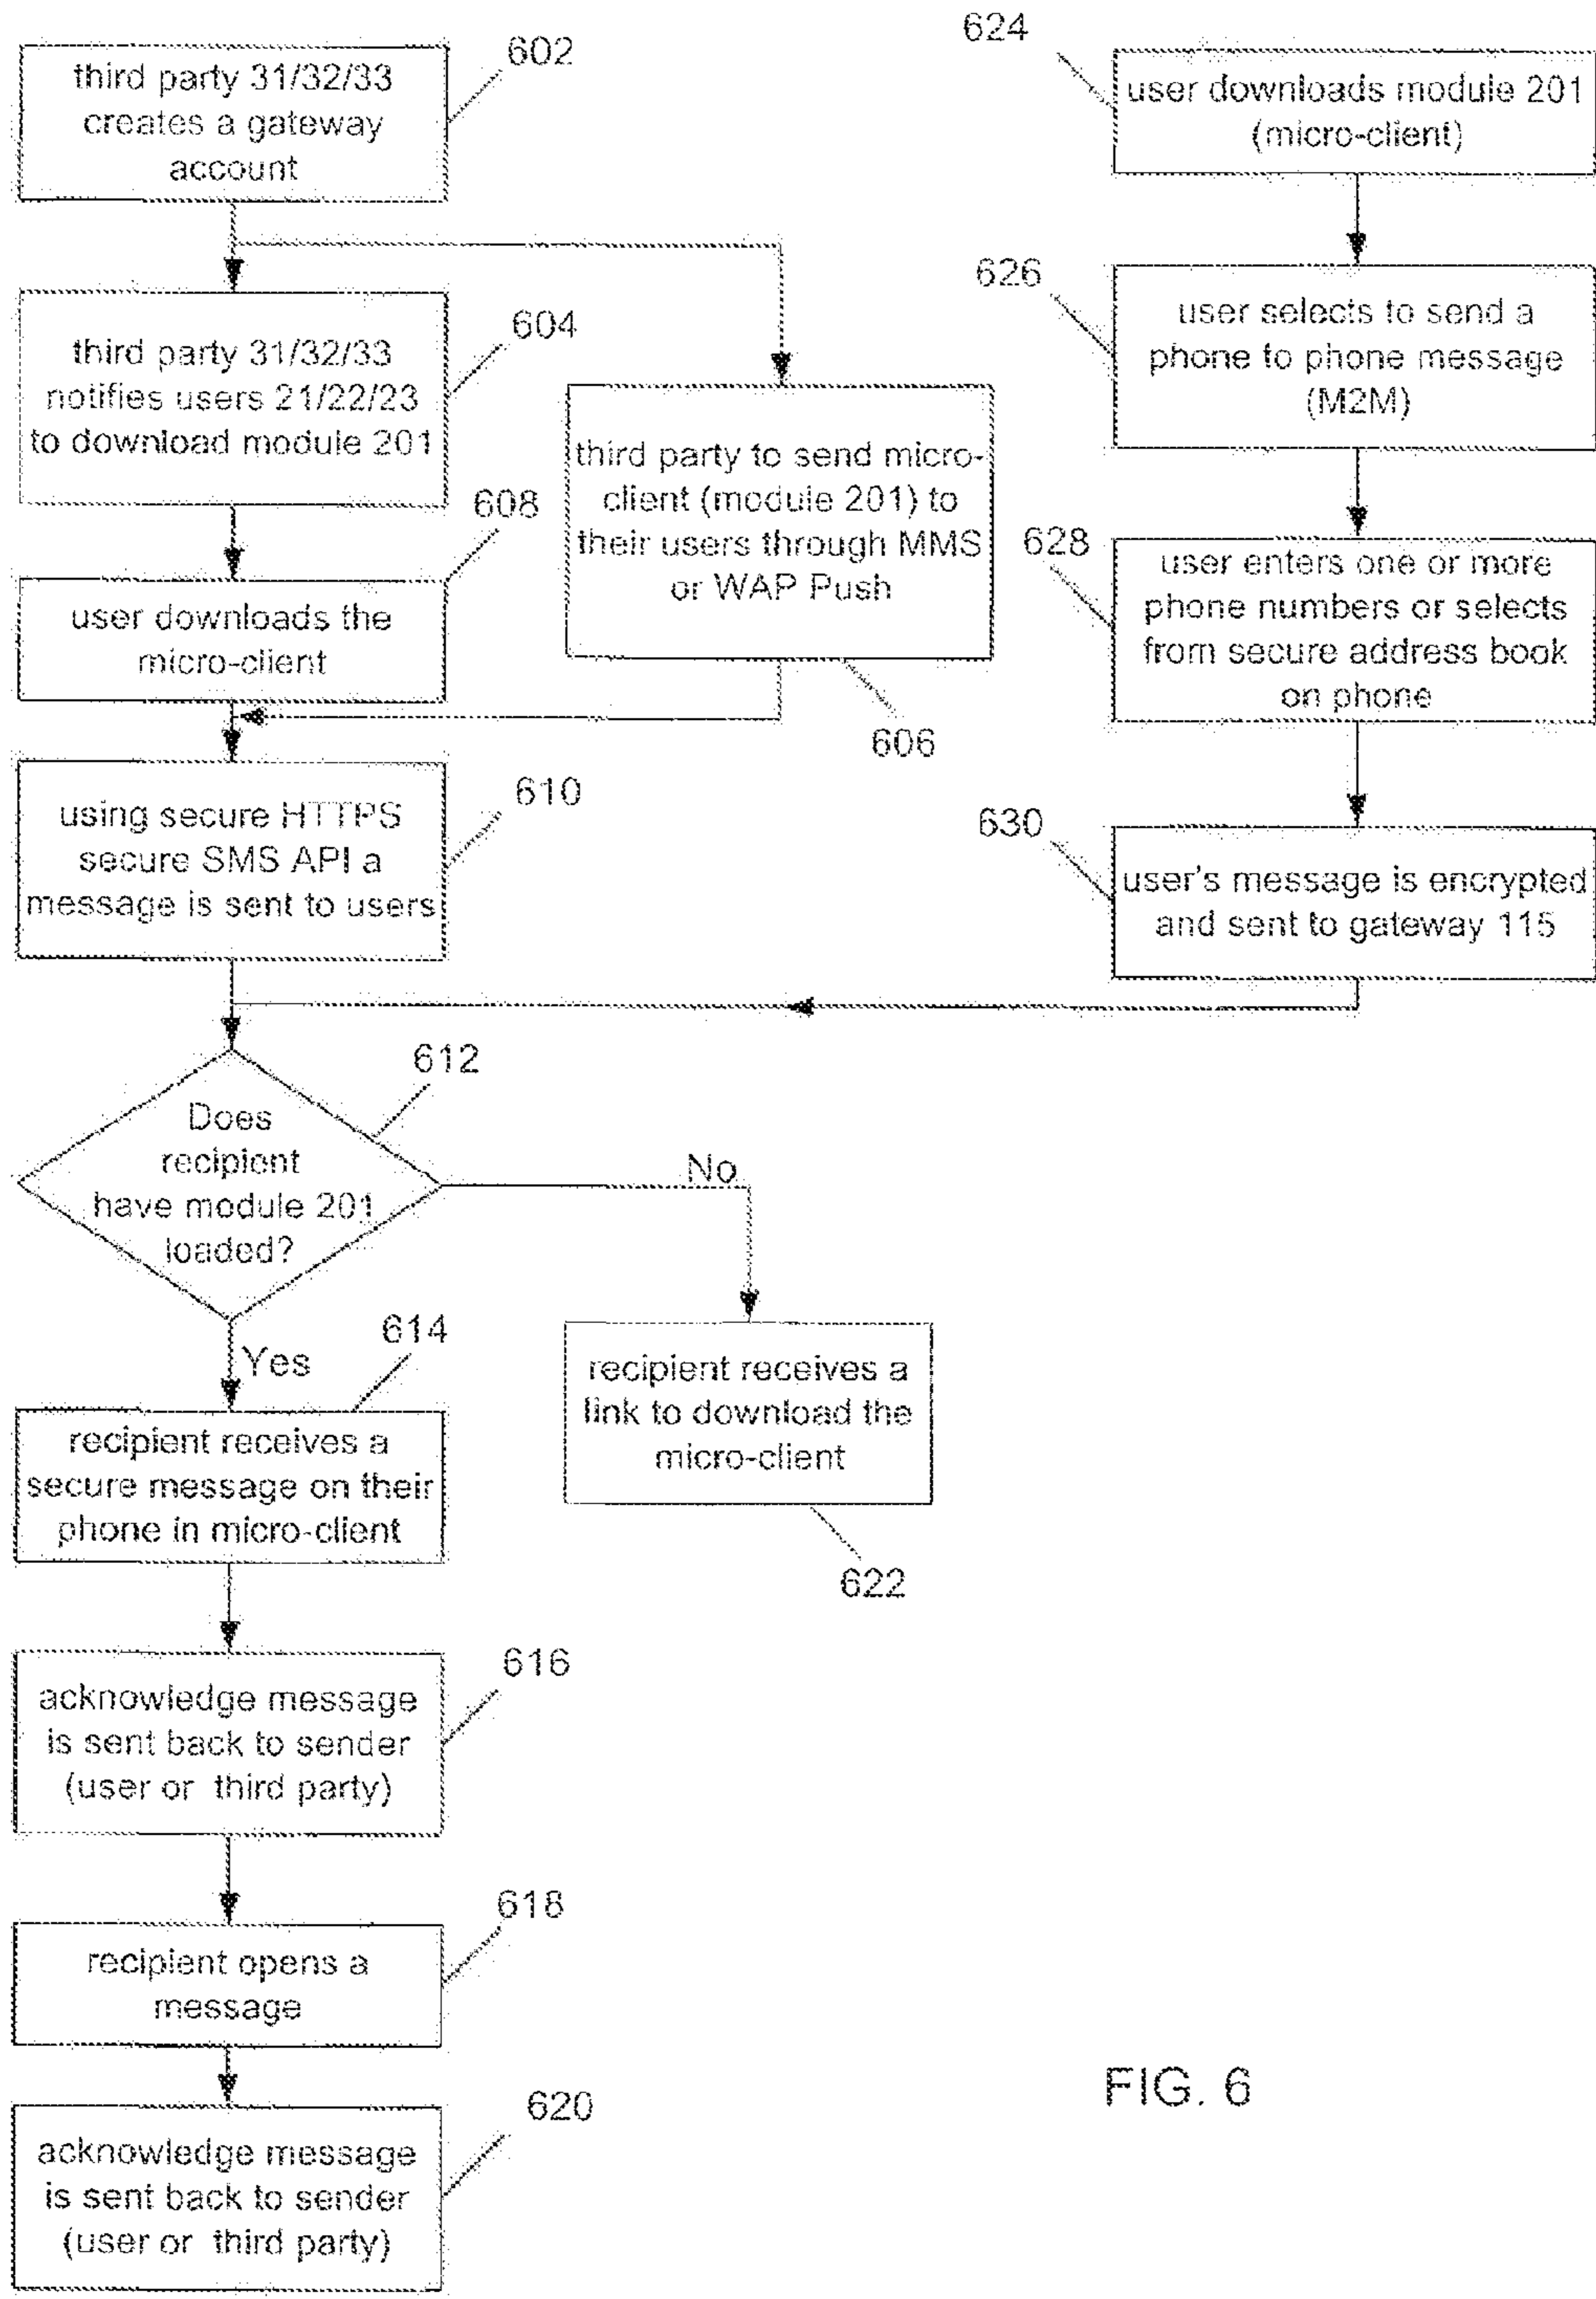 602
third party 31/32/33
creates a gateway
account
604
third party 31/32/33
notifies users 21/22/23
to download module 201
608
user downloads the
micro-client
third party to send micro-
client (module 201) to
their users through MMS
or WAP Push
606
610
using secure HTTPS
secure SMS API a
message is sent to users
624
user downloads module 201
(micro-client)
626
user selects to send a
phone to phone message
(M2M)
628
user enters one or more
phone numbers or selects
from secure address book
on phone
630
user's message is encrypted
and sent to gateway 115
612
Does
recipient
have module 201
loaded?
No
Yes
614
recipient receives a
secure message on their
phone in micro-client
recipient receives a
link to download the
micro-client
622
616
acknowledge message
is sent back to sender
(user or third party)
618
recipient opens a
message
620
acknowledge message
is sent back to sender
(user or third party)
FIG. 6